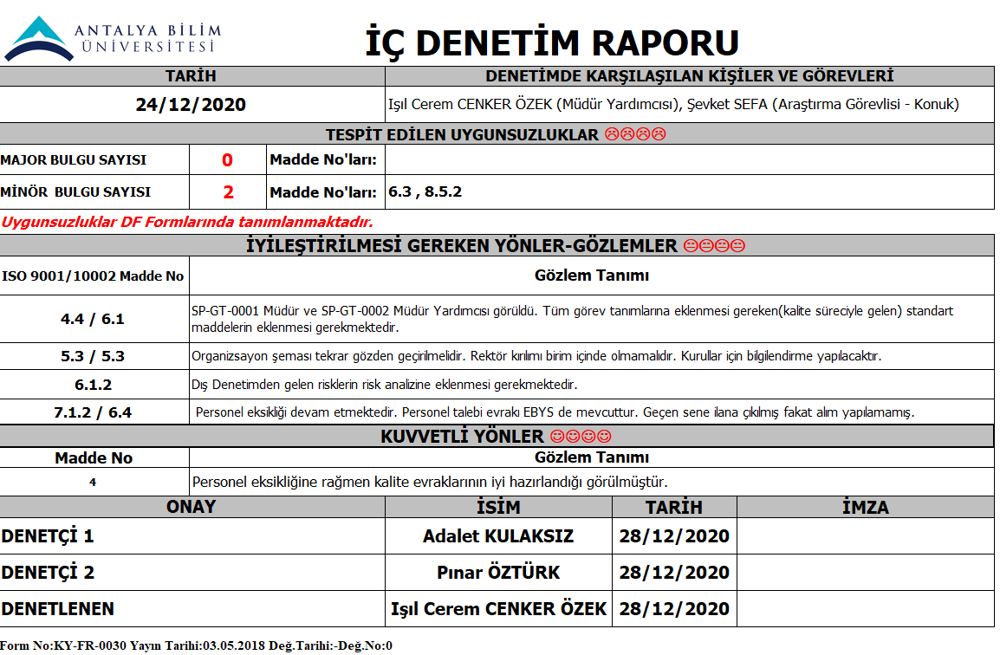 ANTALYA BİLİM
ÜNİVERSİTESİ
İÇ DENETİM RAPORU
TARİH DENETİMDE KARŞILAŞILAN KİŞİLER VE GÖREVLERİ
24/12/2020 Işıl Cerem CENKER ÖZEK (Müdür Yardımcısı), Şevket SEFA (Araştırma Görevlisi - Konuk)
TESPİT EDİLEN UYGUNSUZLUKLAR ☹☹☹☹
MAJOR BULGU SAYISI 0 Madde No'ları:
MİNÖR BULGU SAYISI 2 Madde No'ları: 6.3 , 8.5.2
Uygunsuzluklar DF Formlarında tanımlanmaktadır.
İYİLEŞTİRİLMESİ GEREKEN YÖNLER-GÖZLEMLER 😐😐😐😐
ISO 9001/10002 Madde No Gözlem Tanımı
4.4 / 6.1 SP-GT-0001 Müdür ve SP-GT-0002 Müdür Yardımcısı görüldü. Tüm görev tanımlarına eklenmesi gereken(kalite süreciyle gelen) standart
maddelerin eklenmesi gerekmektedir.
5.3 / 5.3 Organizsayon şeması tekrar gözden geçirilmelidir. Rektör kırılımı birim içinde olmamalıdır. Kurullar için bilgilendirme yapılacaktır.
6.1.2 Dış Denetimden gelen risklerin risk analizine eklenmesi gerekmektedir.
7.1.2 / 6.4 Personel eksikliği devam etmektedir. Personel talebi evrakı EBYS de mevcuttur. Geçen sene ilana çıkılmış fakat alım yapılamamış.
KUVVETLİ YÖNLER ☺☺☺☺
Madde No Gözlem Tanımı
4 Personel eksikliğine rağmen kalite evraklarının iyi hazırlandığı görülmüştür.
ONAY İSİM TARİH İMZA
DENETÇİ 1 Adalet KULAKSIZ 28/12/2020
DENETÇİ 2 Pınar ÖZTÜRK 28/12/2020
DENETLENEN Işıl Cerem CENKER ÖZEK 28/12/2020
Form No:KY-FR-0030 Yayın Tarihi:03.05.2018 Değ.Tarihi:-Değ.No:0